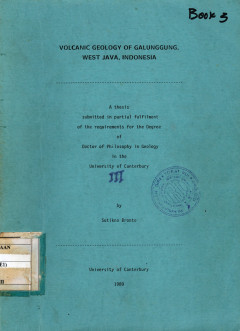 Book 3
VOLCANIC GEOLOGY OF GALUNGGUNG,
WEST JAVA, INDONESIA
A thesis
submitted in partial fulfilment
of the requirements for the Degree
of
Doctor of Philosophy in Geology
in the
University of Canterbury
III
by
Sutikno Bronto
University of Canterbury
1989